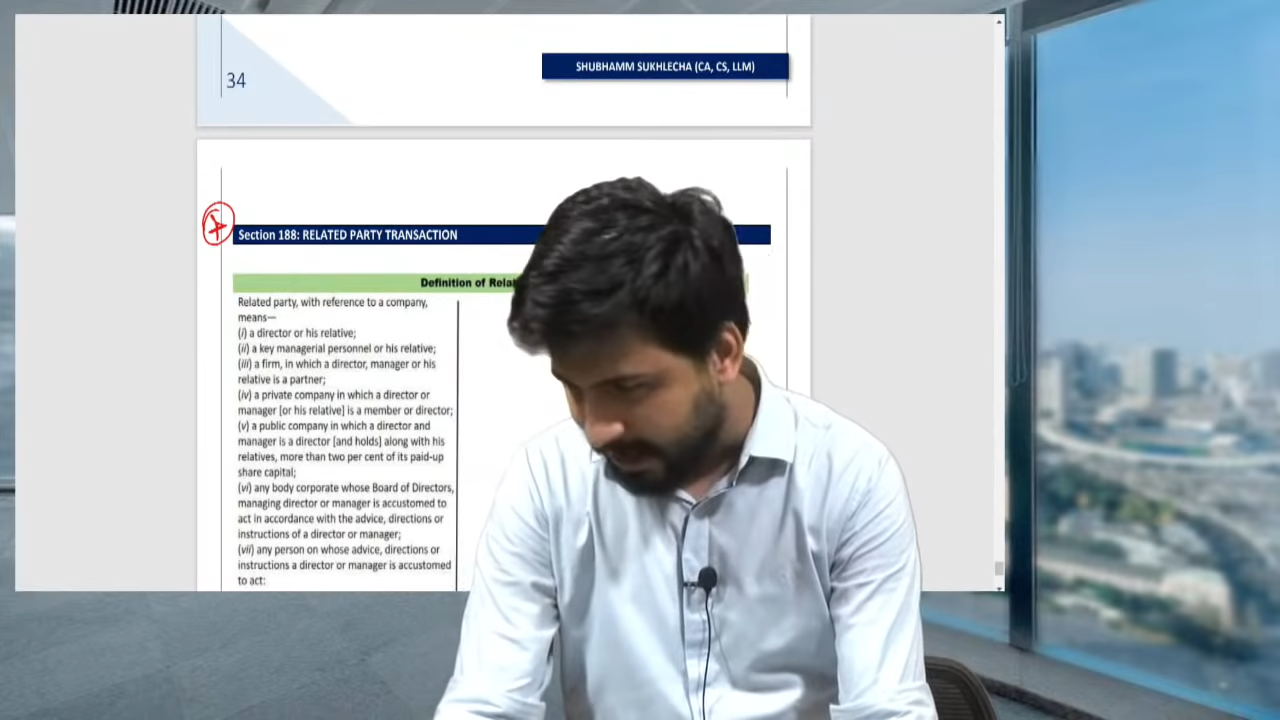 34
SHUBHAMM SUKHLECHA (CA, CS, LLM)
Section 188: RELATED PARTY TRANSACTION
Definition of
Related party, with reference to a company,
means—
(i) a director or his relative;
(ii) a key managerial personnel or his relative;
(iii) a firm, in which a director, manager or his
relative is a partner;
(iv) a private company in which a director or
manager [or his relative] is a member or director;
(v) a public company in which a director and
manager is a director [and holds] along with his
relatives, more than two per cent of its paid-up
share capital;
(vi) any body corporate whose Board of Directors,
managing director or manager is accustomed to
act in accordance with the advice, directions or
instructions of a director or manager;
(vii) any person on whose advice, directions or
instructions a director or manager is accustomed
to act: